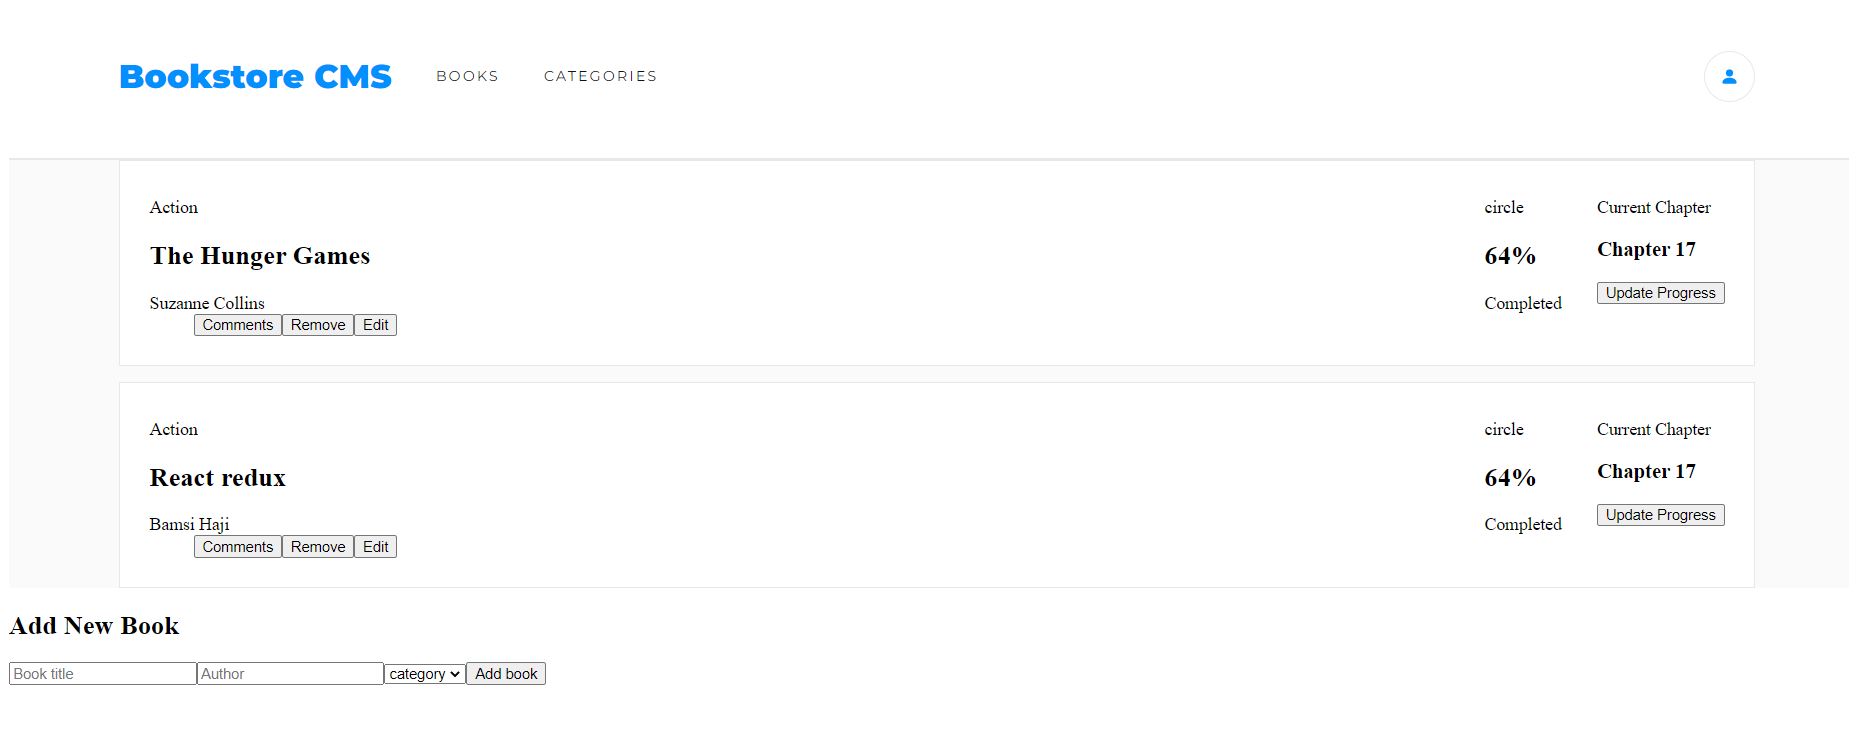 Bookstore CMS BOOKS CATEGORIES
Action circle Current Chapter
The Hunger Games 64% Chapter 17
Suzanne Collins Completed Update Progress
Comments Remove Edit
Action circle Current Chapter
React redux 64% Chapter 17
Bamsi Haji Completed Update Progress
Comments Remove Edit
Add New Book
Book title Author category Add book